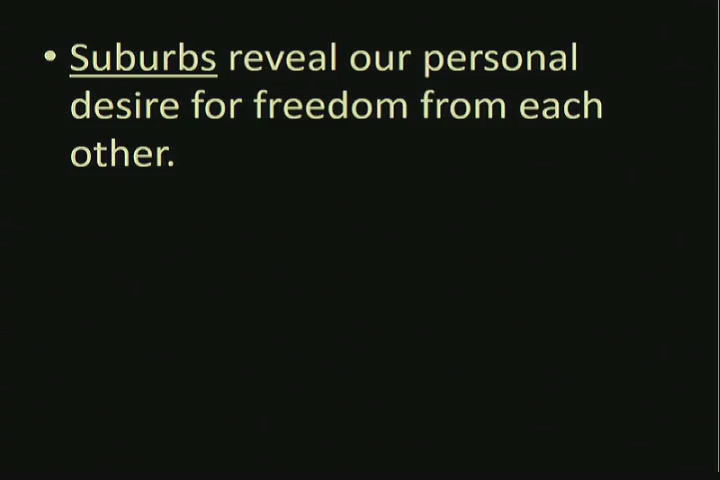 • Suburbs reveal our personal
desire for freedom from each
other.